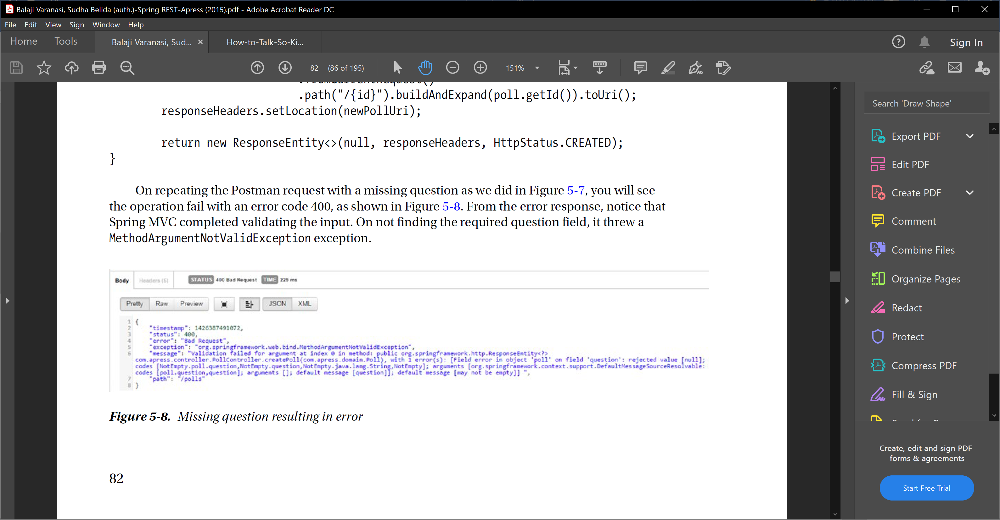 Balaji Varanasi, Sudha Belida (auth.)-Spring REST-Apress (2015).pdf - Adobe Acrobat Reader DC
File Edit View Sign Window Help
Home Tools Balaji Varanasi, Sud... How-to-Talk-So-Ki... Sign In
82 (86 of 195) 151%
.fromCurrentRequest()
.path("/{id}").buildAndExpand(poll.getId()).toUri();
responseHeaders.setLocation(newPollUri);
return new ResponseEntity<>(null, responseHeaders, HttpStatus.CREATED);
}
On repeating the Postman request with a missing question as we did in Figure 5-7, you will see
the operation fail with an error code 400, as shown in Figure 5-8. From the error response, notice that
Spring MVC completed validating the input. On not finding the required question field, it threw a
MethodArgumentNotValidException exception.
Body Headers (5) STATUS 400 Bad Request TIME 229 ms
Pretty Raw Preview JSON XML
1 {
2 "timestamp": 1426387491072,
3 "status": 400,
4 "error": "Bad Request",
5 "exception": "org.springframework.web.bind.MethodArgumentNotValidException",
6 "message": "Validation failed for argument at index 0 in method: public org.springframework.http.ResponseEntity<?>
com.apress.controller.PollController.createPoll(com.apress.domain.Poll), with 1 error(s): [Field error in object 'poll' on field 'question': rejected value [null];
codes [NotEmpty.poll.question,NotEmpty.question,NotEmpty.java.lang.String,NotEmpty]; arguments [org.springframework.context.support.DefaultMessageSourceResolvable:
codes [poll.question,question]; arguments []; default message [question]]; default message [may not be empty]] ",
7 "path": "/polls"
8 }
Figure 5-8. Missing question resulting in error
82
Search 'Draw Shape'
Export PDF
Edit PDF
Create PDF
Comment
Combine Files
Organize Pages
Redact
Protect
Compress PDF
Fill & Sign
Create, edit and sign PDF
forms & agreements
Start Free Trial